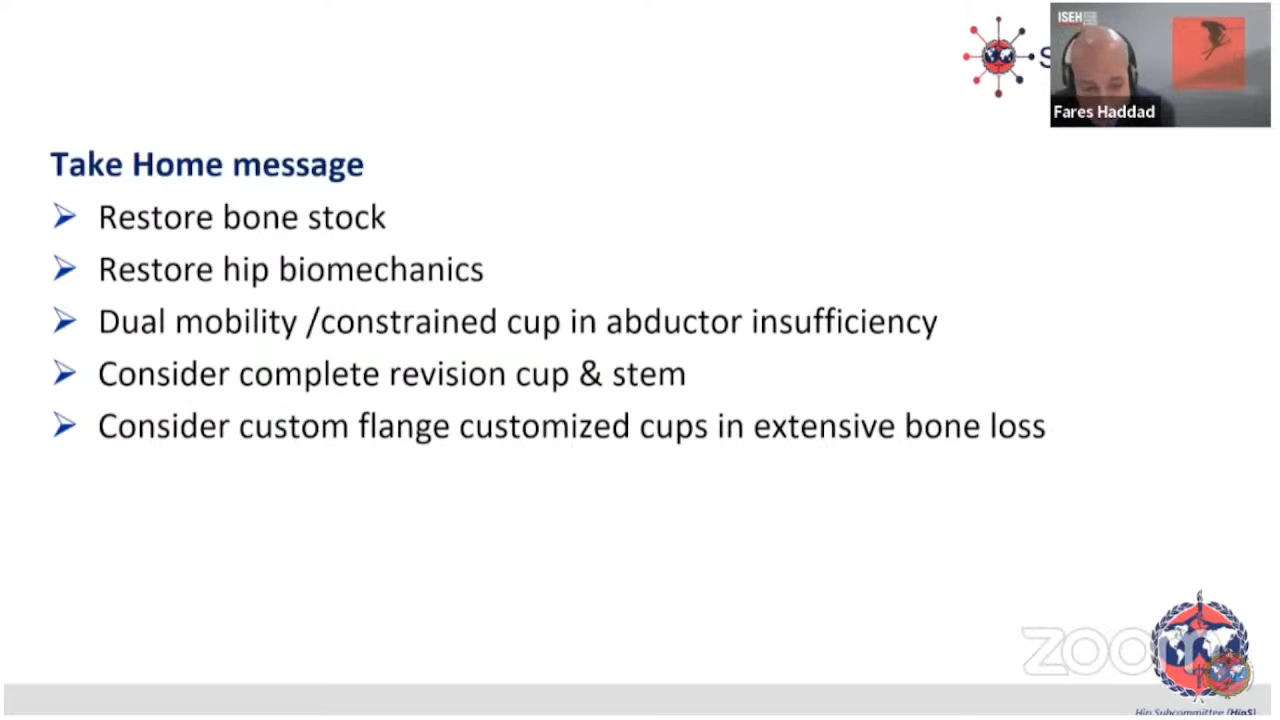 ISEH
S
Fares Haddad
Take Home message
Restore bone stock
Restore hip biomechanics
Dual mobility /constrained cup in abductor insufficiency
Consider complete revision cup & stem
Consider custom flange customized cups in extensive bone loss
zoom
Hip Subcommittee (HipS)